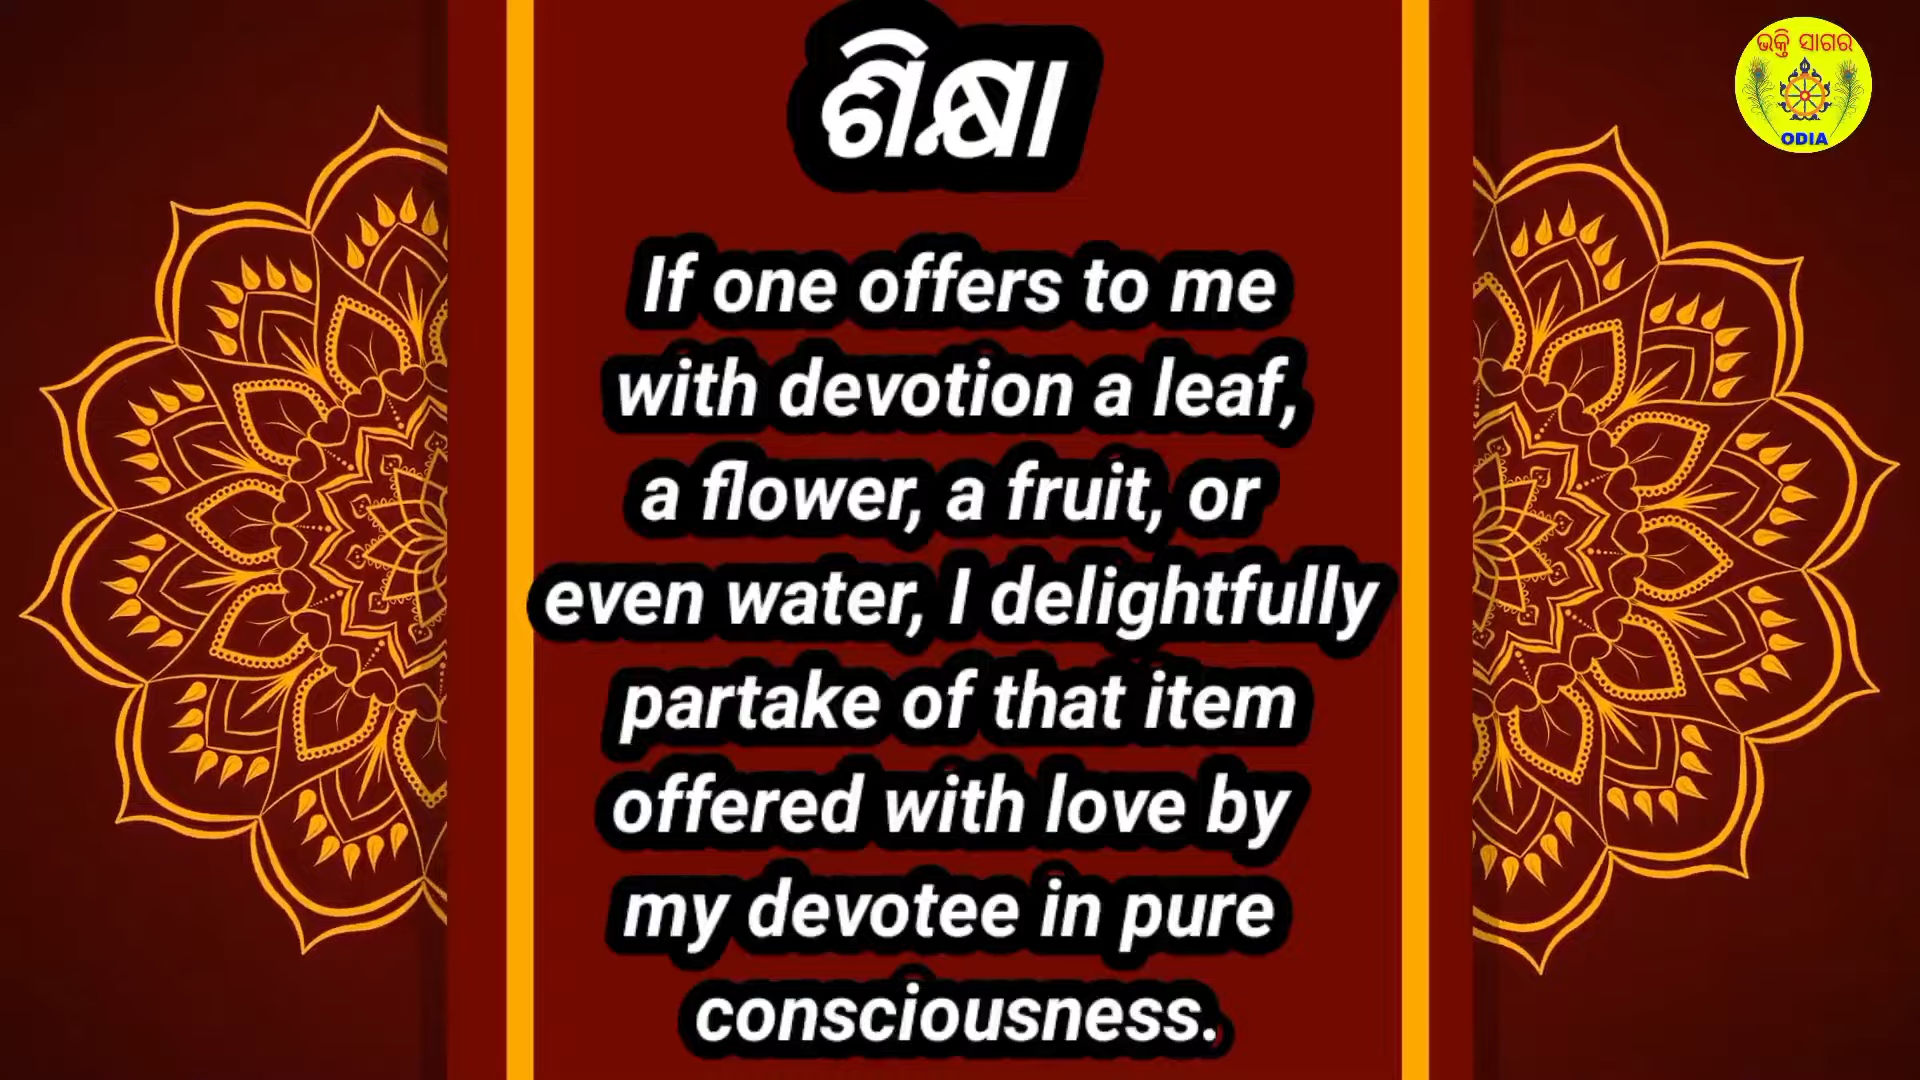 ଶିକ୍ଷା
ଭକ୍ତି ସାଗର
ODIA
If one offers to me
with devotion a leaf,
a flower, a fruit, or
even water, I delightfully
partake of that item
offered with love by
my devotee in pure
consciousness.